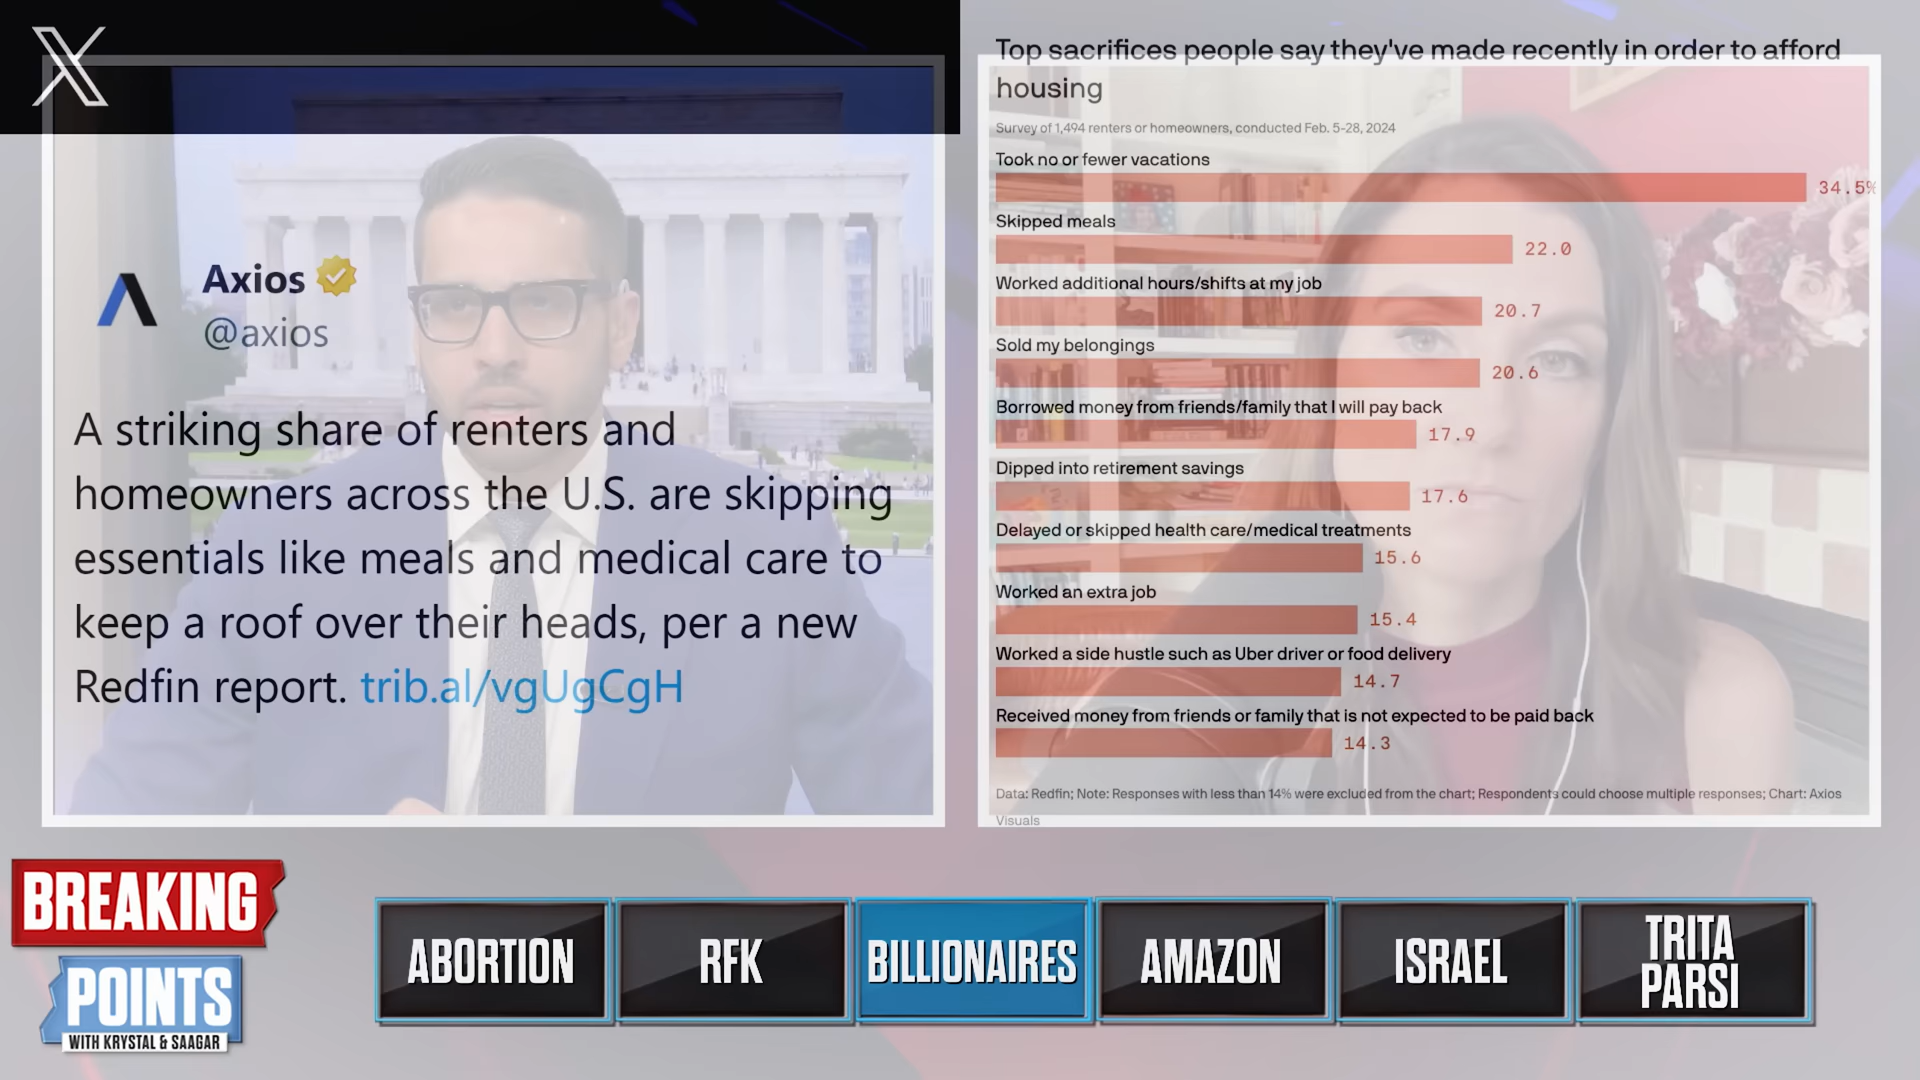 X
Axios
@axios
A striking share of renters and
homeowners across the U.S. are skipping
essentials like meals and medical care to
keep a roof over their heads, per a new
Redfin report. trib.al/vgUgCgH
Top sacrifices people say they've made recently in order to afford
housing
Survey of 1,494 renters or homeowners, conducted Feb. 5-28, 2024
Took no or fewer vacations
34.5%
Skipped meals
22.0
Worked additional hours/shifts at my job
20.7
Sold my belongings
20.6
Borrowed money from friends/family that I will pay back
17.9
Dipped into retirement savings
17.6
Delayed or skipped health care/medical treatments
15.6
Worked an extra job
15.4
Worked a side hustle such as Uber driver or food delivery
14.7
Received money from friends or family that is not expected to be paid back
14.3
Data: Redfin; Note: Responses with less than 14% were excluded from the chart; Respondents could choose multiple responses; Chart: Axios
Visuals
BREAKING
POINTS
WITH KRYSTAL & SAAGAR
ABORTION
RFK
BILLIONAIRES
AMAZON
ISRAEL
TRITA
PARSI